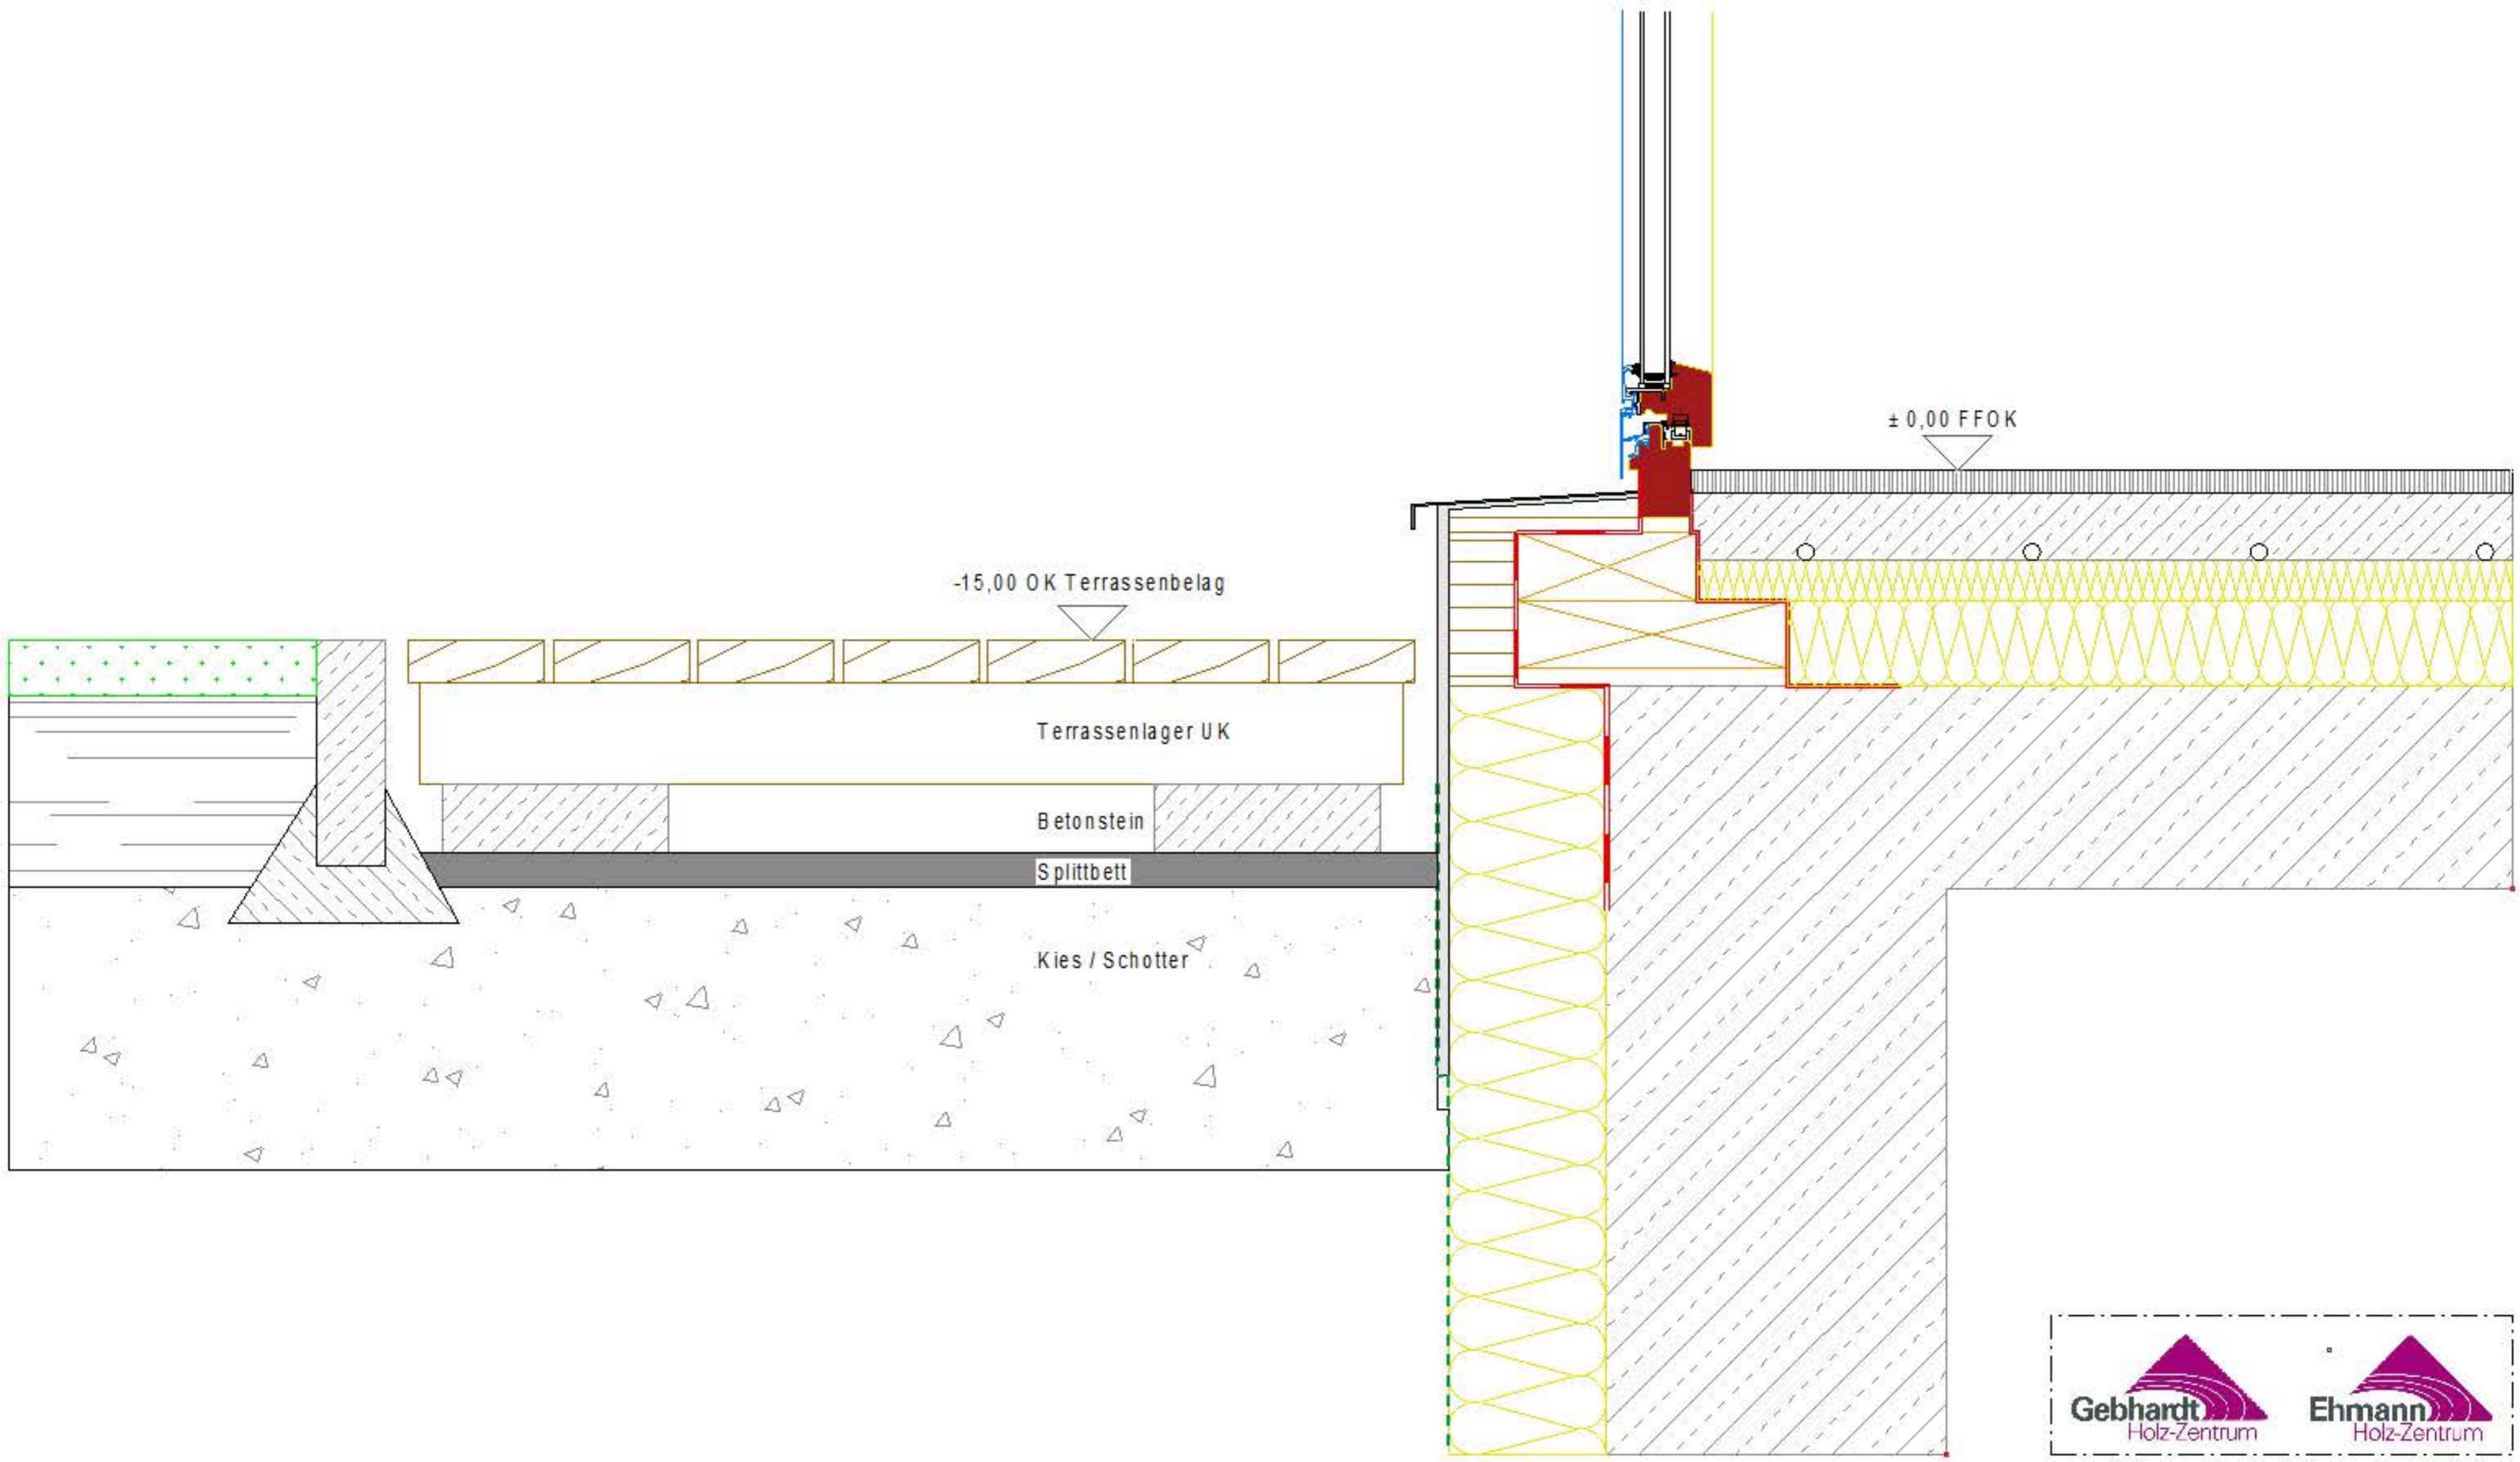 ± 0,00 FFOK
-15,00 OK Terrassenbelag
Terrassenlager UK
Betonstein
Splittbett
Kies / Schotter
Gebhardt
Holz-Zentrum
Ehmann
Holz-Zentrum